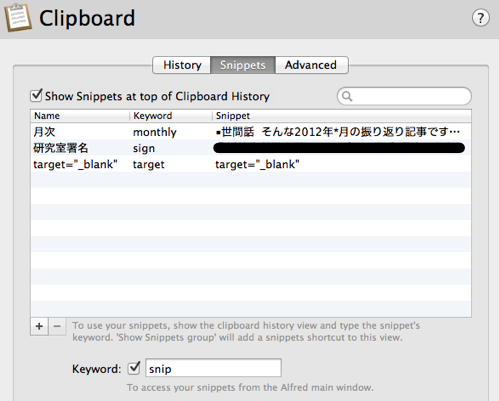 Clipboard
?
History Snippets Advanced
Show Snippets at top of Clipboard History
Name Keyword Snippet
月次 monthly ▪世間話 そんな2012年*月の振り返り記事です…
研究室署名 sign
target="_blank" target target="_blank"
+ −
To use your snippets, show the clipboard history view and type the snippet's
keyword. 'Show Snippets group' will add a snippets shortcut to this view.
Keyword: snip
To access your snippets from the Alfred main window.